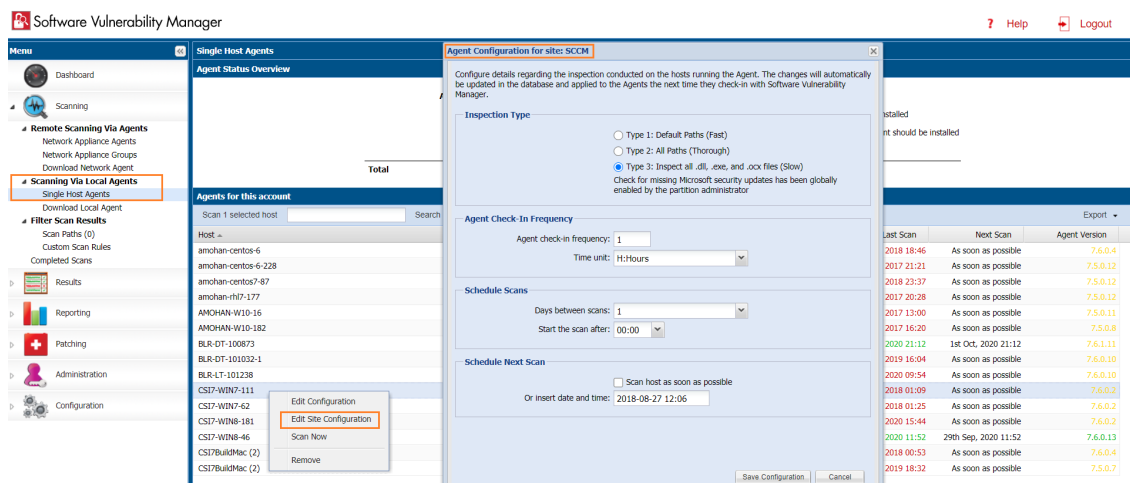 Software Vulnerability Manager
? Help
Logout
Menu
Dashboard
Scanning
Remote Scanning Via Agents
Network Appliance Agents
Network Appliance Groups
Download Network Agent
Scanning Via Local Agents
Single Host Agents
Download Local Agent
Filter Scan Results
Scan Paths (0)
Custom Scan Rules
Completed Scans
Results
Reporting
Patching
Administration
Configuration
Single Host Agents
Agent Status Overview
Total
nstalled
nt should be installed
Agents for this account
Scan 1 selected host
Search
Export
Host
Last Scan Next Scan Agent Version
amohan-centos-6 2018 18:46 As soon as possible 7.6.0.4
amohan-centos-6-228 2017 21:21 As soon as possible 7.5.0.12
amohan-centos7-87 2018 23:37 As soon as possible 7.5.0.12
amohan-rhl7-177 2017 20:28 As soon as possible 7.5.0.12
AMOHAN-W10-16 2017 13:00 As soon as possible 7.5.0.11
AMOHAN-W10-182 2017 16:20 As soon as possible 7.5.0.8
BLR-DT-100873 2020 21:12 1st Oct, 2020 21:12 7.6.1.11
BLR-DT-101032-1 2019 16:04 As soon as possible 7.6.0.10
BLR-LT-101238 2020 09:54 As soon as possible 7.6.0.10
CSI7-WIN7-111 2018 01:09 As soon as possible 7.6.0.2
CSI7-WIN7-62 2018 01:25 As soon as possible 7.6.0.2
CSI7-WIN8-181 2020 15:44 As soon as possible 7.6.0.2
CSI7-WIN8-46 2020 11:52 29th Sep, 2020 11:52 7.6.0.13
CSI7BuildMac (2) 2018 00:53 As soon as possible 7.6.0.4
CSI7BuildMac (2) 2019 18:32 As soon as possible 7.5.0.7
Edit Configuration
Edit Site Configuration
Scan Now
Remove
Agent Configuration for site: SCCM
Configure details regarding the inspection conducted on the hosts running the Agent. The changes will automatically
be updated in the database and applied to the Agents the next time they check-in with Software Vulnerability
Manager.
Inspection Type
Type 1: Default Paths (Fast)
Type 2: All Paths (Thorough)
Type 3: Inspect all .dll, .exe, and .ocx files (Slow)
Check for missing Microsoft security updates has been globally
enabled by the partition administrator
Agent Check-In Frequency
Agent check-in frequency: 1
Time unit: H:Hours
Schedule Scans
Days between scans: 1
Start the scan after: 00:00
Schedule Next Scan
Scan host as soon as possible
Or insert date and time: 2018-08-27 12:06
Save Configuration
Cancel